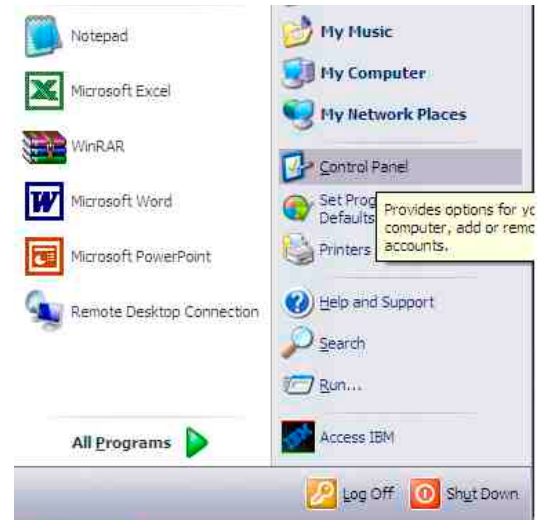 Notepad
Microsoft Excel
WinRAR
Microsoft Word
Microsoft PowerPoint
Remote Desktop Connection
All Programs
My Music
My Computer
My Network Places
Control Panel
Set Prog
Defaults
Printers
Provides options for yo
computer, add or remo
accounts.
Help and Support
Search
Run...
IBM
Access IBM
Log Off
Shut Down